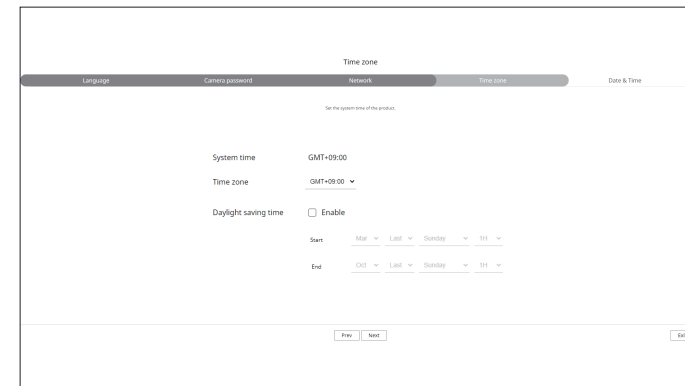 Time zone
Language Camera password Network Time zone Date & Time
Set the system time of the product.
System time GMT+09:00
Time zone GMT+09:00
Daylight saving time Enable
Start Mar Last Sunday 1H
End Oct Last Sunday 1H
Prev Next